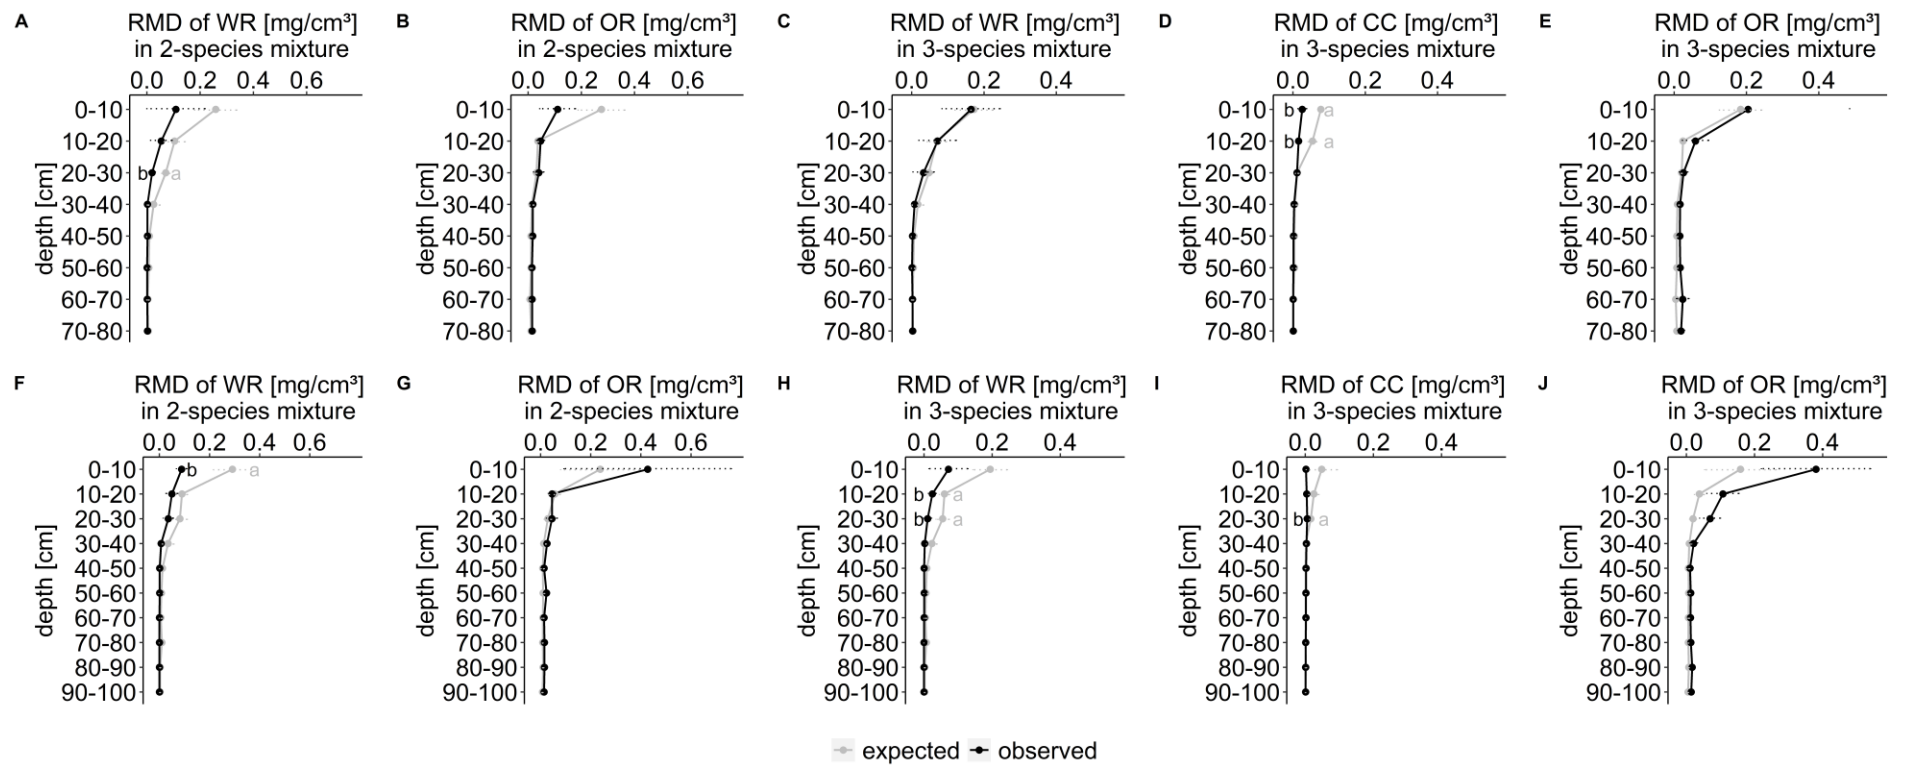 A RMD of WR [mg/cm³] in 2-species mixture
0.0 0.2 0.4 0.6
depth [cm]
0-10
10-20
b a 20-30
30-40
40-50
50-60
60-70
70-80
B RMD of OR [mg/cm³] in 2-species mixture
0.0 0.2 0.4 0.6
depth [cm]
0-10
10-20
20-30
30-40
40-50
50-60
60-70
70-80
C RMD of WR [mg/cm³] in 3-species mixture
0.0 0.2 0.4
depth [cm]
0-10
10-20
20-30
30-40
40-50
50-60
60-70
70-80
D RMD of CC [mg/cm³] in 3-species mixture
0.0 0.2 0.4
depth [cm]
0-10 b a
10-20 b a
20-30
30-40
40-50
50-60
60-70
70-80
E RMD of OR [mg/cm³] in 3-species mixture
0.0 0.2 0.4
depth [cm]
0-10
10-20
20-30
30-40
40-50
50-60
60-70
70-80
F RMD of WR [mg/cm³] in 2-species mixture
0.0 0.2 0.4 0.6
depth [cm]
0-10 b a
10-20
20-30
30-40
40-50
50-60
60-70
70-80
80-90
90-100
G RMD of OR [mg/cm³] in 2-species mixture
0.0 0.2 0.4 0.6
depth [cm]
0-10
10-20
20-30
30-40
40-50
50-60
60-70
70-80
80-90
90-100
H RMD of WR [mg/cm³] in 3-species mixture
0.0 0.2 0.4
depth [cm]
0-10
10-20 b a
20-30 b a
30-40
40-50
50-60
60-70
70-80
80-90
90-100
I RMD of CC [mg/cm³] in 3-species mixture
0.0 0.2 0.4
depth [cm]
0-10
10-20
20-30 b a
30-40
40-50
50-60
60-70
70-80
80-90
90-100
J RMD of OR [mg/cm³] in 3-species mixture
0.0 0.2 0.4
depth [cm]
0-10
10-20
20-30
30-40
40-50
50-60
60-70
70-80
80-90
90-100
expected observed